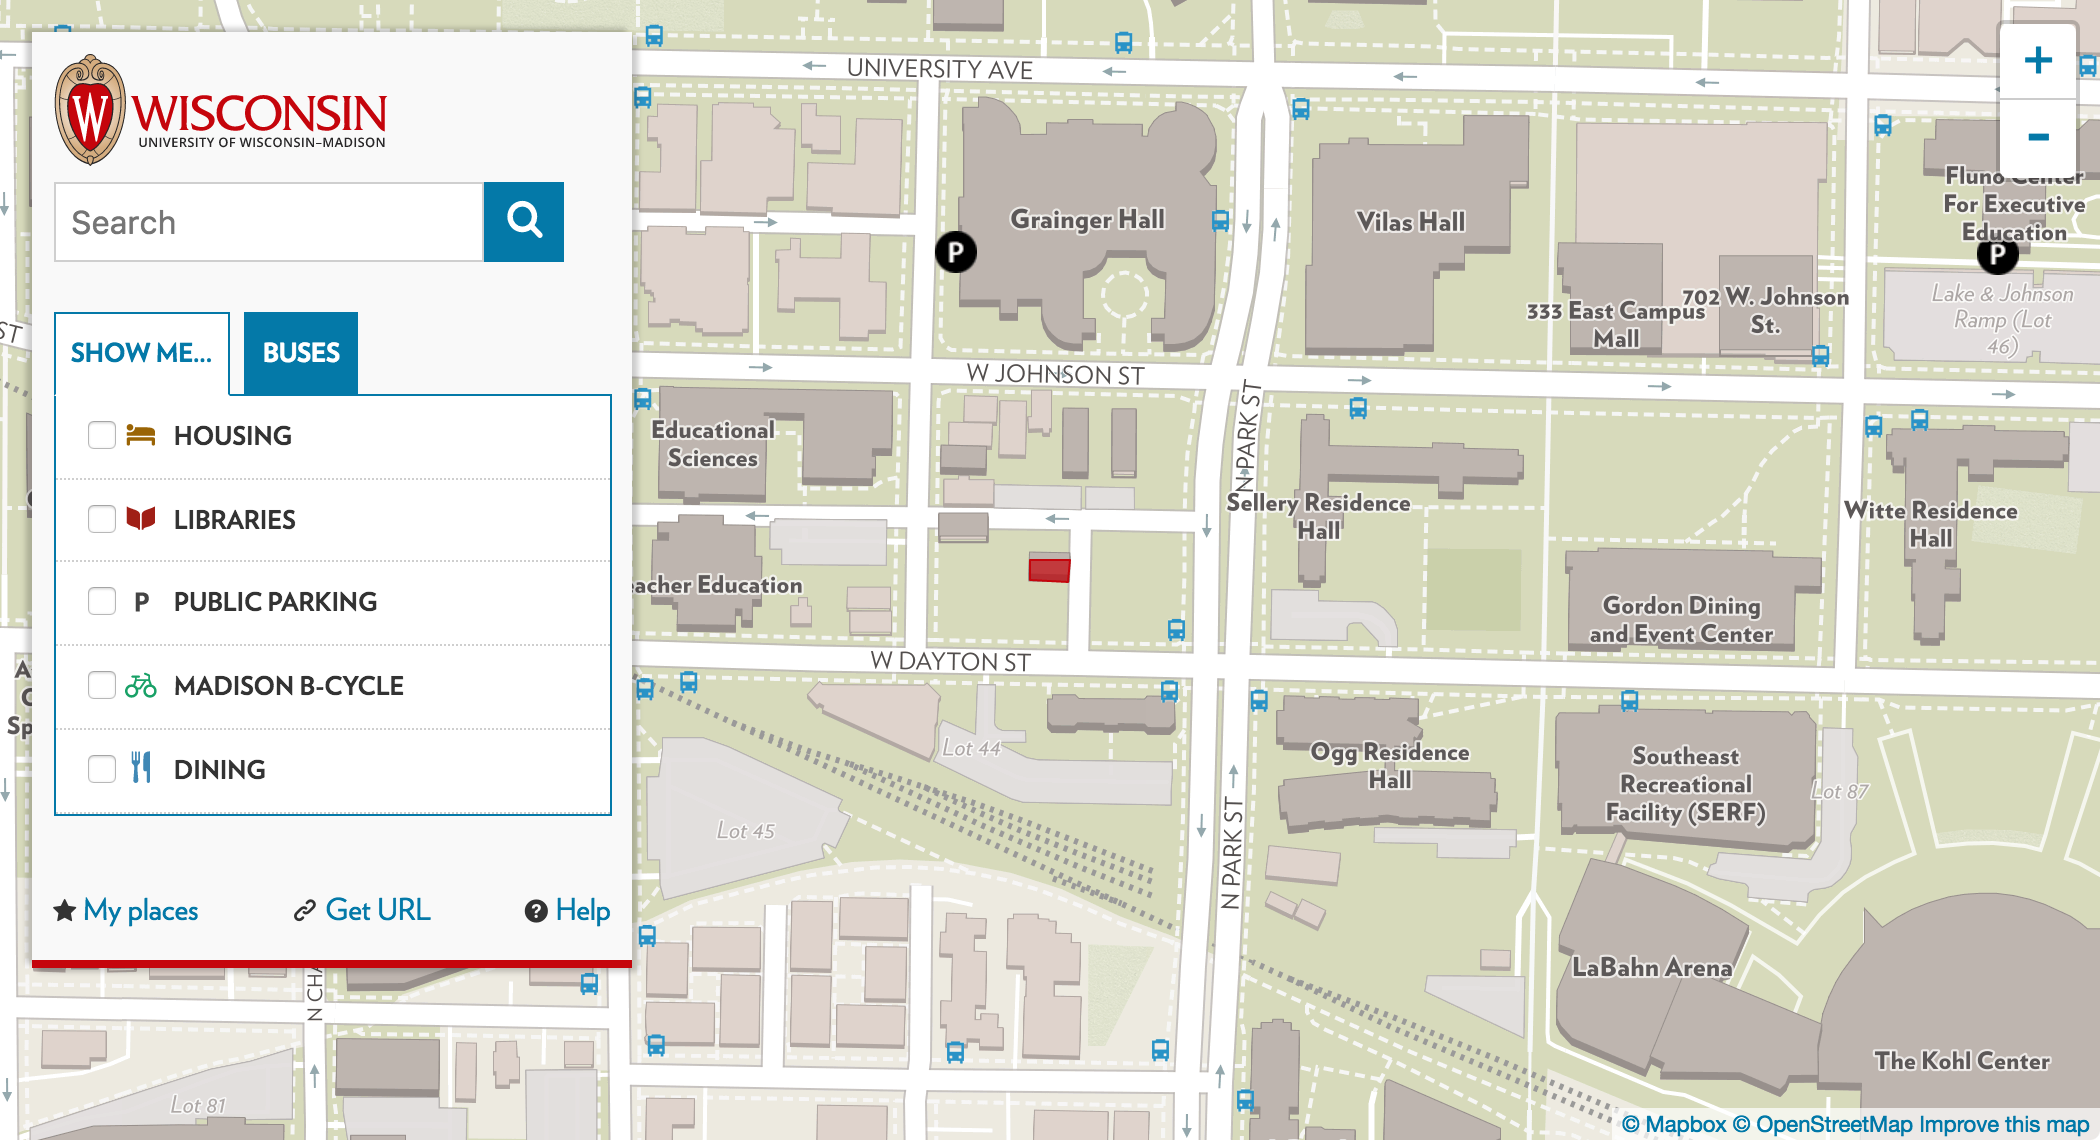 WISCONSIN
UNIVERSITY OF WISCONSIN–MADISON
Search
SHOW ME...
BUSES
HOUSING
LIBRARIES
P PUBLIC PARKING
MADISON B-CYCLE
DINING
My places
Get URL
Help
UNIVERSITY AVE
Grainger Hall
P
Vilas Hall
333 East Campus
Mall
702 W. Johnson
St.
Fluno Center
For Executive
Education
P
Lake & Johnson
Ramp (Lot
46)
+
-
ST
W JOHNSON ST
N PARK ST
Educational
Sciences
Sellery Residence
Hall
Witte Residence
Hall
eacher Education
Gordon Dining
and Event Center
W DAYTON ST
Lot 44
Lot 45
Ogg Residence
Hall
Southeast
Recreational
Facility (SERF)
Lot 87
N PARK ST
A
C
Sp
LaBahn Arena
The Kohl Center
N CHA
Lot 81
© Mapbox © OpenStreetMap Improve this map